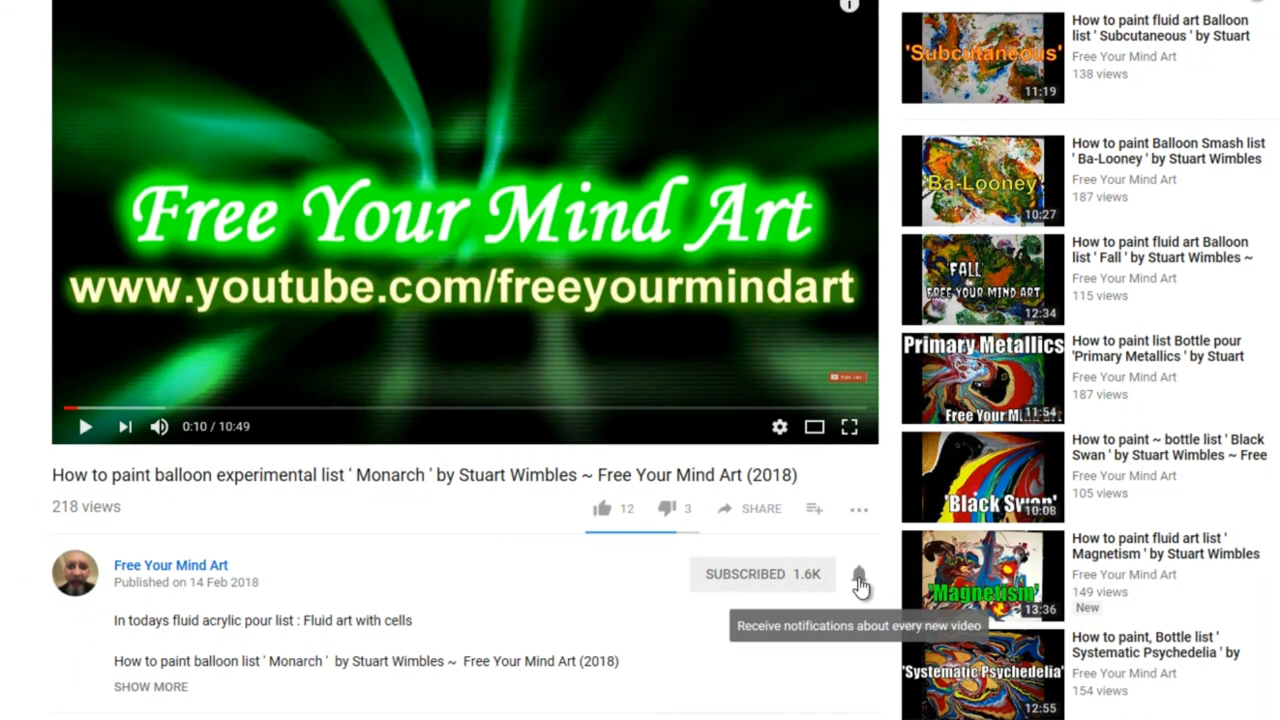 Free Your Mind Art
www.youtube.com/freeyourmindart
0:10 / 10:49
How to paint balloon experimental list ' Monarch ' by Stuart Wimbles ~ Free Your Mind Art (2018)
218 views
12
3
SHARE
Free Your Mind Art
Published on 14 Feb 2018
SUBSCRIBED 1.6K
Receive notifications about every new video
In todays fluid acrylic pour list : Fluid art with cells
How to paint balloon list ' Monarch ' by Stuart Wimbles ~ Free Your Mind Art (2018)
SHOW MORE
'Subcutaneous'
11:19
How to paint fluid art Balloon
list ' Subcutaneous ' by Stuart
Free Your Mind Art
138 views
'Ba-Looney'
10:27
How to paint Balloon Smash list
' Ba-Looney ' by Stuart Wimbles
Free Your Mind Art
187 views
FALL
FREE YOUR MIND ART
12:34
How to paint fluid art Balloon
list ' Fall ' by Stuart Wimbles ~
Free Your Mind Art
115 views
Primary Metallics
Free Your Mind Art
11:54
How to paint list Bottle pour
'Primary Metallics ' by Stuart
Free Your Mind Art
187 views
'Black Swan'
10:08
How to paint ~ bottle list ' Black
Swan ' by Stuart Wimbles ~ Free
Free Your Mind Art
105 views
'Magnetism'
13:36
How to paint fluid art list '
Magnetism ' by Stuart Wimbles
Free Your Mind Art
149 views
New
'Systematic Psychedelia'
12:55
How to paint, Bottle list '
Systematic Psychedelia ' by
Free Your Mind Art
154 views